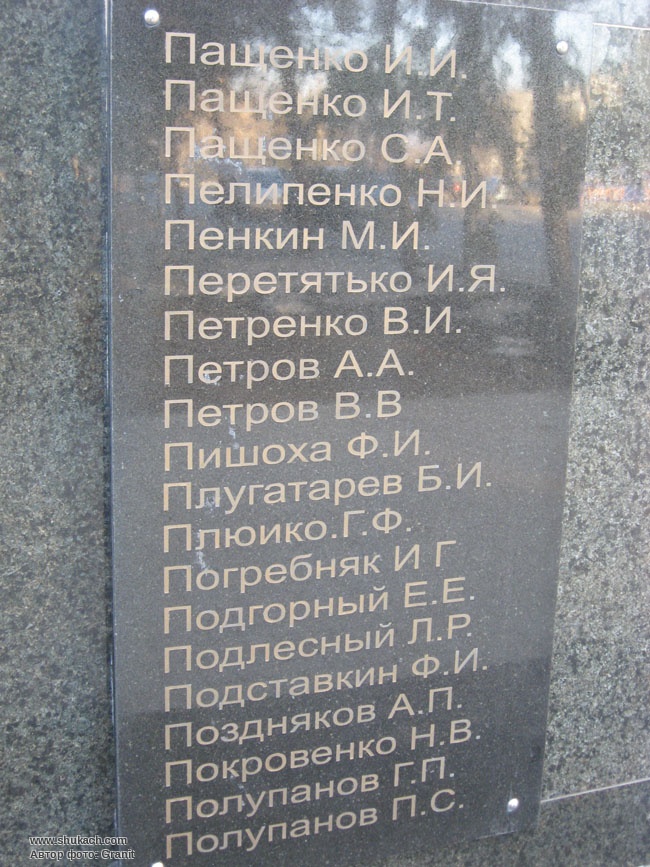 Пащенко И.И.
Пащенко И.Т.
Пащенко С.А.
Пелипенко Н.И.
Пенкин М.И.
Перетятько И.Я.
Петренко В.И.
Петров А.А.
Петров В.В
Пишоха Ф.И.
Плугатарев Б.И.
Плюико.Г.Ф.
Погребняк И Г
Подгорный Е.Е.
Подлесный Л.Р.
Подставкин Ф.И.
Поздняков А.П.
Покровенко Н.В.
Полупанов Г.П.
Полупанов П.С.
www.shukach.com
Автор фото: Granit